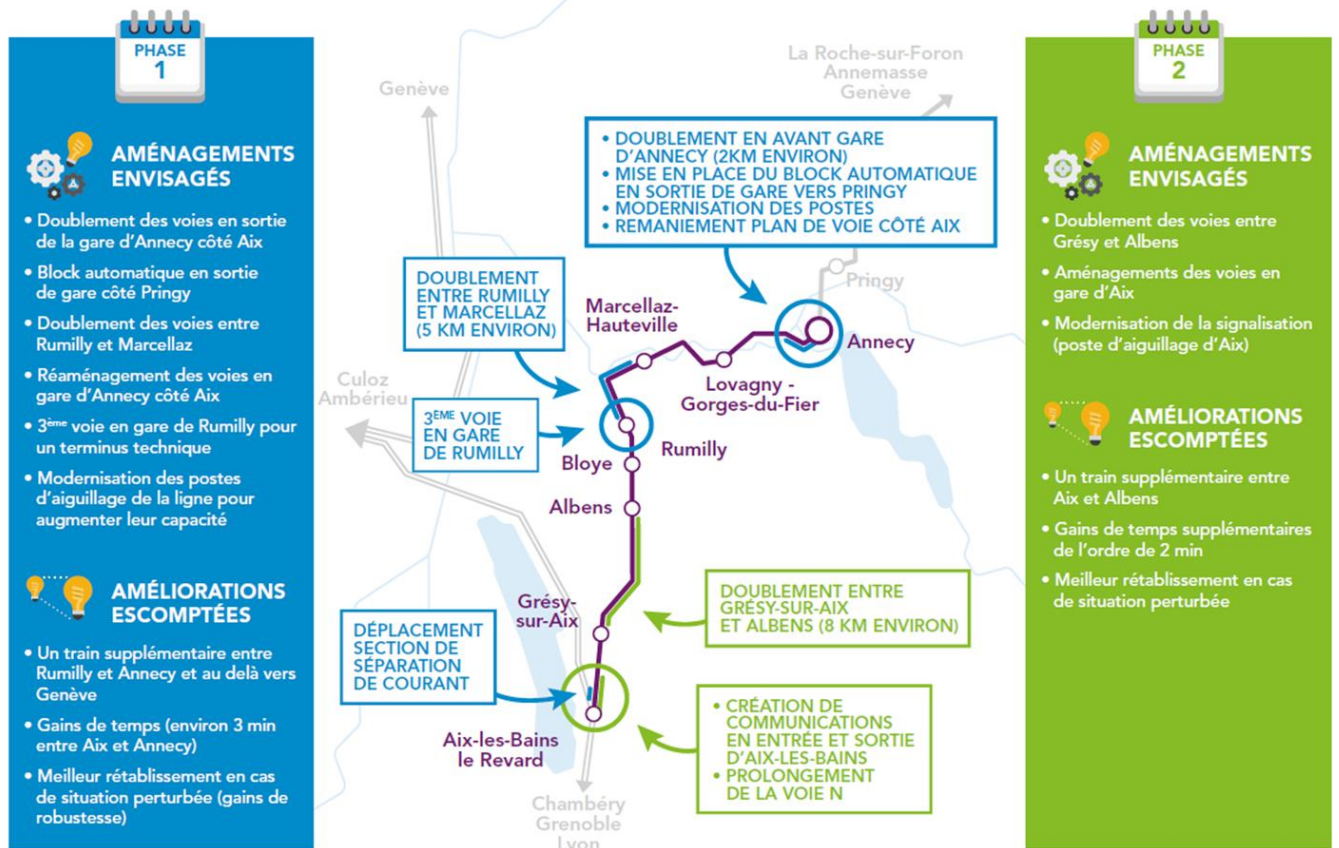 PHASE
1
AMÉNAGEMENTS
ENVISAGÉS
• Doublement des voies en sortie
de la gare d'Annecy côté Aix
• Block automatique en sortie
de gare côté Pringy
• Doublement des voies entre
Rumilly et Marcellaz
• Réaménagement des voies en
gare d'Annecy côté Aix
• 3ème voie en gare de Rumilly pour
un terminus technique
• Modernisation des postes
d'aiguillage de la ligne pour
augmenter leur capacité
AMÉLIORATIONS
ESCOMPTÉES
• Un train supplémentaire entre
Rumilly et Annecy et au delà vers
Genève
• Gains de temps (environ 3 min
entre Aix et Annecy)
• Meilleur rétablissement en cas
de situation perturbée (gains de
robustesse)
Genève
La Roche-sur-Foron
Annemasse
Genève
• DOUBLEMENT EN AVANT GARE
D'ANNECY (2KM ENVIRON)
• MISE EN PLACE DU BLOCK AUTOMATIQUE
EN SORTIE DE GARE VERS PRINGY
• MODERNISATION DES POSTES
• REMANIEMENT PLAN DE VOIE CÔTÉ AIX
DOUBLEMENT
ENTRE RUMILLY
ET MARCELLAZ
(5 KM ENVIRON)
Pringy
Marcellaz-
Hauteville
Annecy
Lovagny -
Gorges-du-Fier
Culoz
Ambérieu
3ÈME VOIE
EN GARE
DE RUMILLY
Rumilly
Bloye
Albens
Grésy-
sur-Aix
DOUBLEMENT ENTRE
GRÉSY-SUR-AIX
ET ALBENS (8 KM ENVIRON)
DÉPLACEMENT
SECTION DE
SÉPARATION
DE COURANT
• CRÉATION DE
COMMUNICATIONS
EN ENTRÉE ET SORTIE
D'AIX-LES-BAINS
• PROLONGEMENT
DE LA VOIE N
Aix-les-Bains
le Revard
Chambéry
Grenoble
Lyon
PHASE
2
AMÉNAGEMENTS
ENVISAGÉS
• Doublement des voies entre
Grésy et Albens
• Aménagements des voies en
gare d'Aix
• Modernisation de la signalisation
(poste d'aiguillage d'Aix)
AMÉLIORATIONS
ESCOMPTÉES
• Un train supplémentaire entre
Aix et Albens
• Gains de temps supplémentaires
de l'ordre de 2 min
• Meilleur rétablissement en cas
de situation perturbée